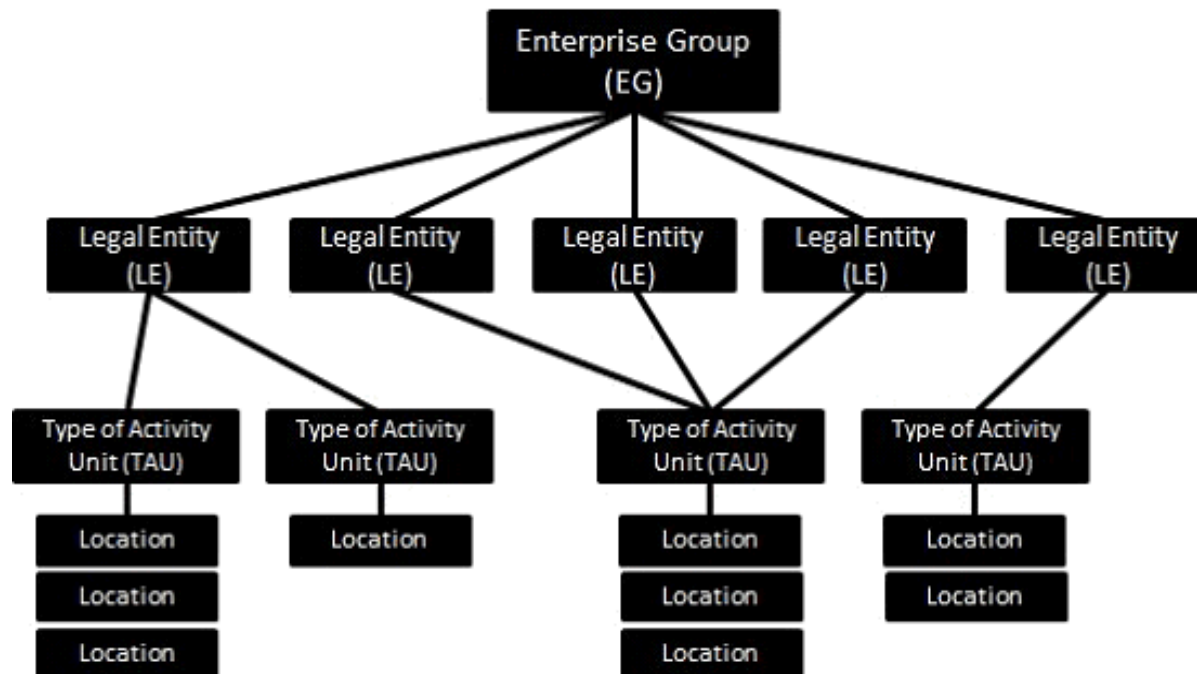 Enterprise Group
(EG)
Legal Entity
(LE)
Legal Entity
(LE)
Legal Entity
(LE)
Legal Entity
(LE)
Legal Entity
(LE)
Type of Activity
Unit (TAU)
Type of Activity
Unit (TAU)
Type of Activity
Unit (TAU)
Type of Activity
Unit (TAU)
Location
Location
Location
Location
Location
Location
Location
Location
Location